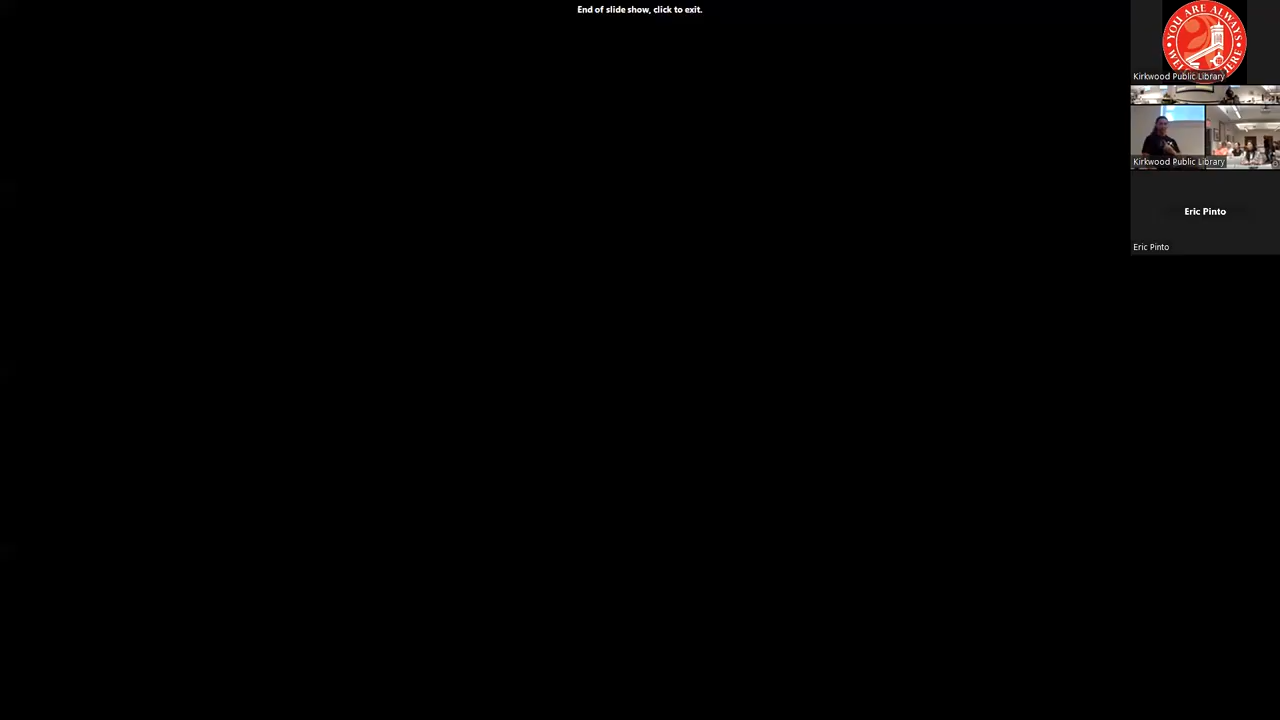 End of slide show, click to exit.
YOU ARE ALWAYS
Kirkwood Public Library
Kirkwood Public Library
Eric Pinto
Eric Pinto